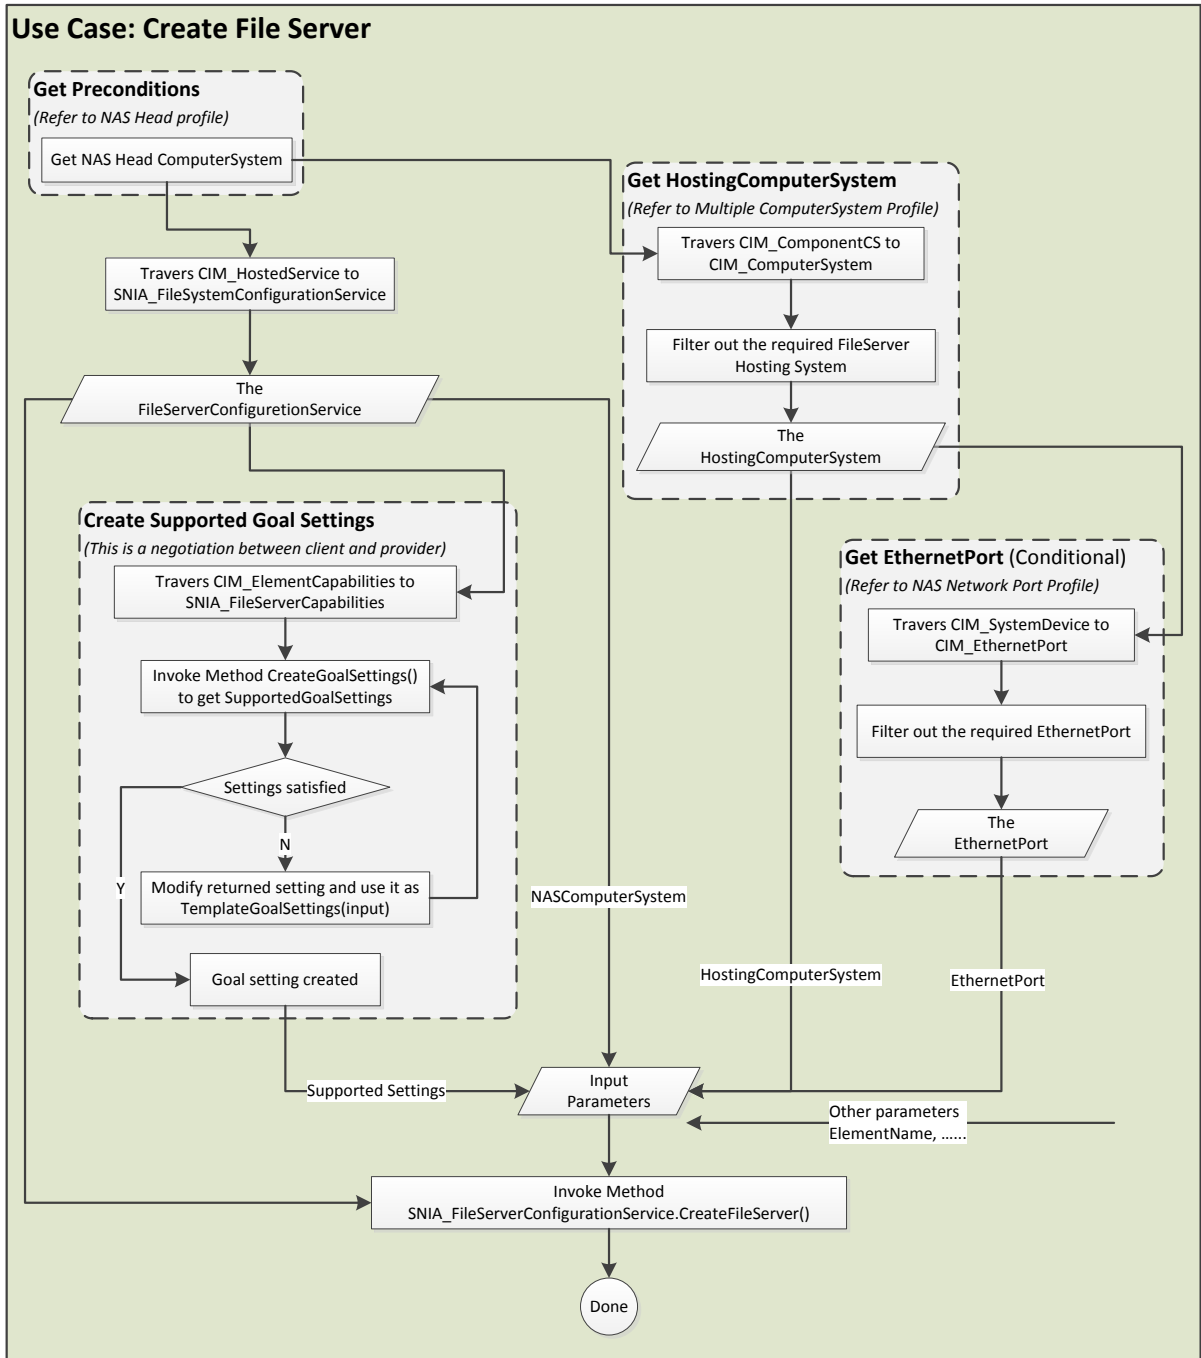 Use Case: Create File Server
Get Preconditions
(Refer to NAS Head profile)
Get NAS Head ComputerSystem
Travers CIM_HostedService to
SNIA_FileSystemConfigurationService
The
FileServerConfiguretionService
Get HostingComputerSystem
(Refer to Multiple ComputerSystem Profile)
Travers CIM_ComponentCS to
CIM_ComputerSystem
Filter out the required FileServer
Hosting System
The
HostingComputerSystem
Create Supported Goal Settings
(This is a negotiation between client and provider)
Travers CIM_ElementCapabilities to
SNIA_FileServerCapabilities
Invoke Method CreateGoalSettings()
to get SupportedGoalSettings
Settings satisfied
N
Y
Modify returned setting and use it as
TemplateGoalSettings(input)
Goal setting created
Get EthernetPort (Conditional)
(Refer to NAS Network Port Profile)
Travers CIM_SystemDevice to
CIM_EthernetPort
Filter out the required EthernetPort
The
EthernetPort
NASComputerSystem
HostingComputerSystem
EthernetPort
Supported Settings
Input
Parameters
Other parameters
ElementName, …...
Invoke Method
SNIA_FileServerConfigurationService.CreateFileServer()
Done